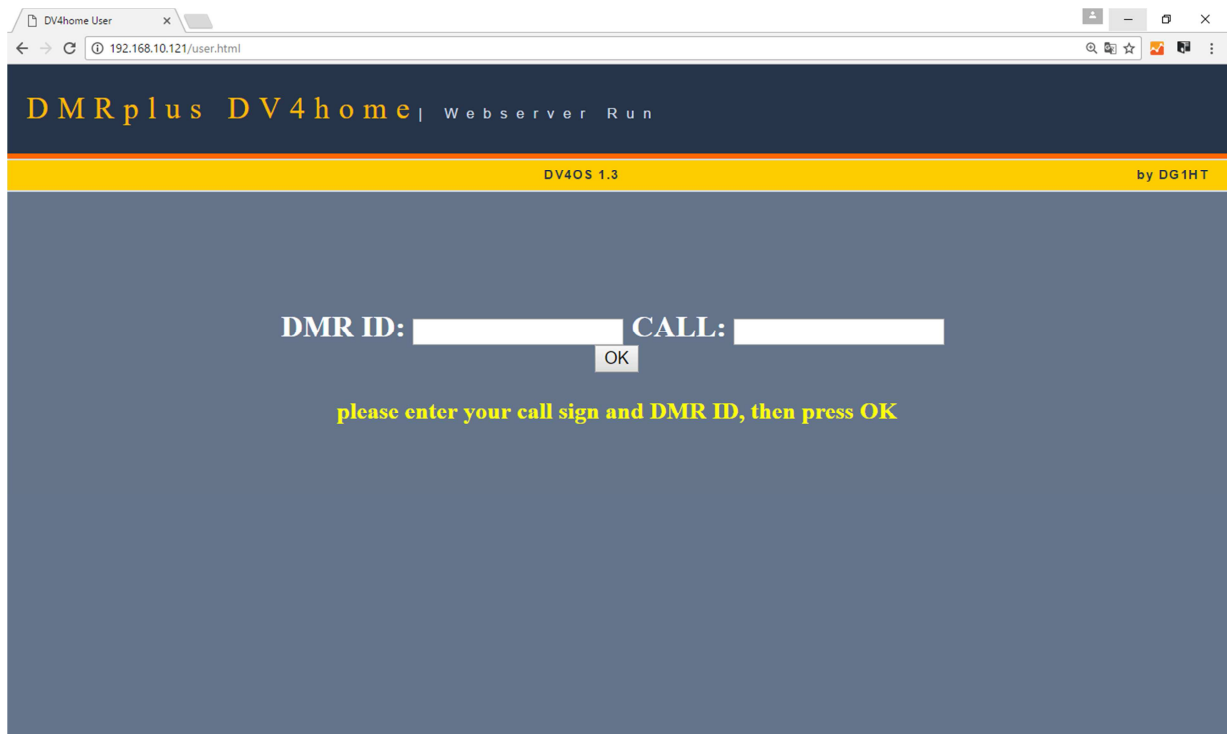 DV4home User
192.168.10.121/user.html
DMRplus DV4home| Webserver Run
DV4OS 1.3 by DG1HT
DMR ID: CALL:
OK
please enter your call sign and DMR ID, then press OK